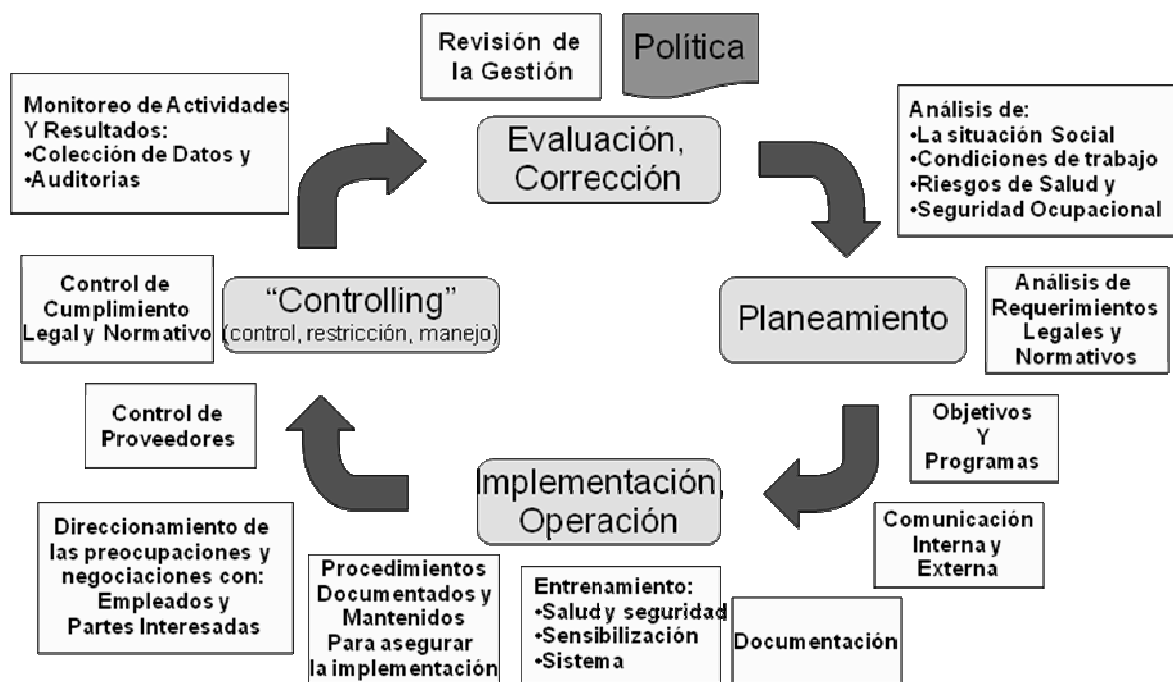 Revisión de
la Gestión
Política
Monitoreo de Actividades
Y Resultados:
•Colección de Datos y
•Auditorias
Evaluación,
Corrección
Análisis de:
•La situación Social
•Condiciones de trabajo
•Riesgos de Salud y
•Seguridad Ocupacional
Control de
Cumplimiento
Legal y Normativo
“Controlling”
(control, restricción, manejo)
Planeamiento
Análisis de
Requerimientos
Legales y
Normativos
Control de
Proveedores
Objetivos
Y
Programas
Implementación,
Operación
Direccionamiento de
las preocupaciones y
negociaciones con:
Empleados y
Partes Interesadas
Procedimientos
Documentados y
Mantenidos
Para asegurar
la implementación
Entrenamiento:
•Salud y seguridad
•Sensibilización
•Sistema
Documentación
Comunicación
Interna y
Externa